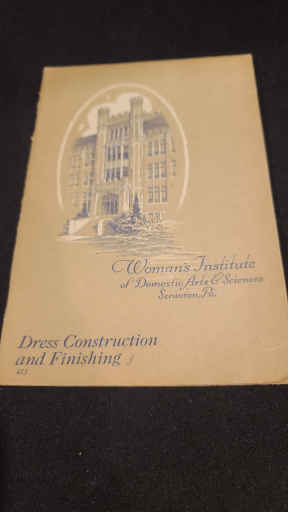 Woman's Institute
of Domestic Arts & Sciences
Scranton, Pa.
Dress Construction
and Finishing